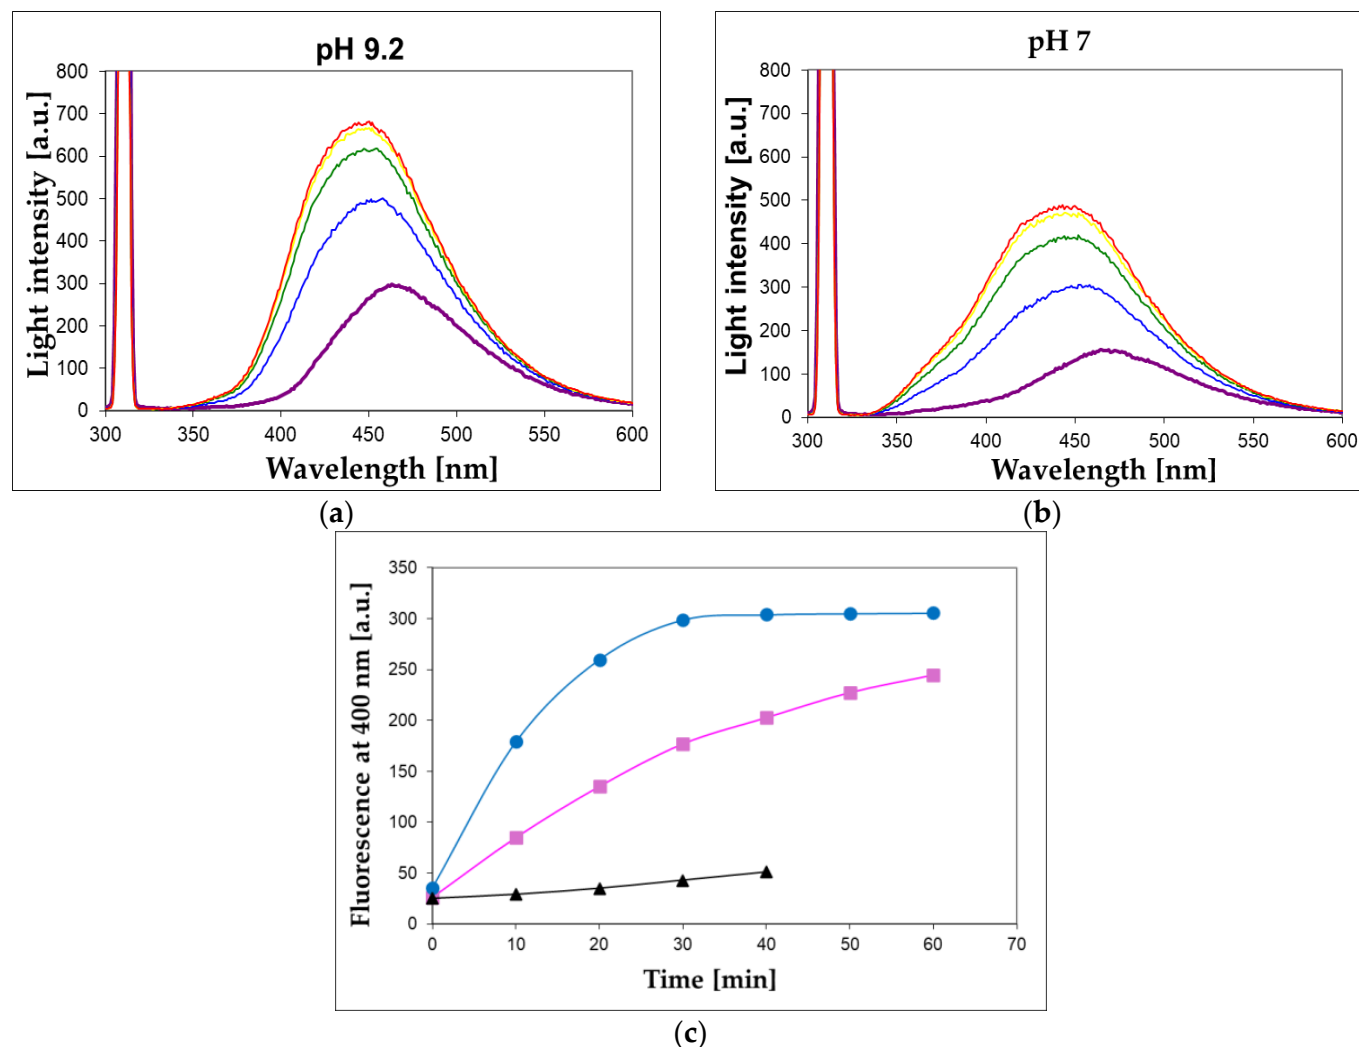 pH 9.2
Light intensity [a.u.]
800
700
600
500
400
300
200
100
0
300 350 400 450 500 550 600
Wavelength [nm]
(a)
pH 7
Light intensity [a.u.]
800
700
600
500
400
300
200
100
0
300 350 400 450 500 550 600
Wavelength [nm]
(b)
Fluorescence at 400 nm [a.u.]
350
300
250
200
150
100
50
0
0 10 20 30 40 50 60 70
Time [min]
(c)